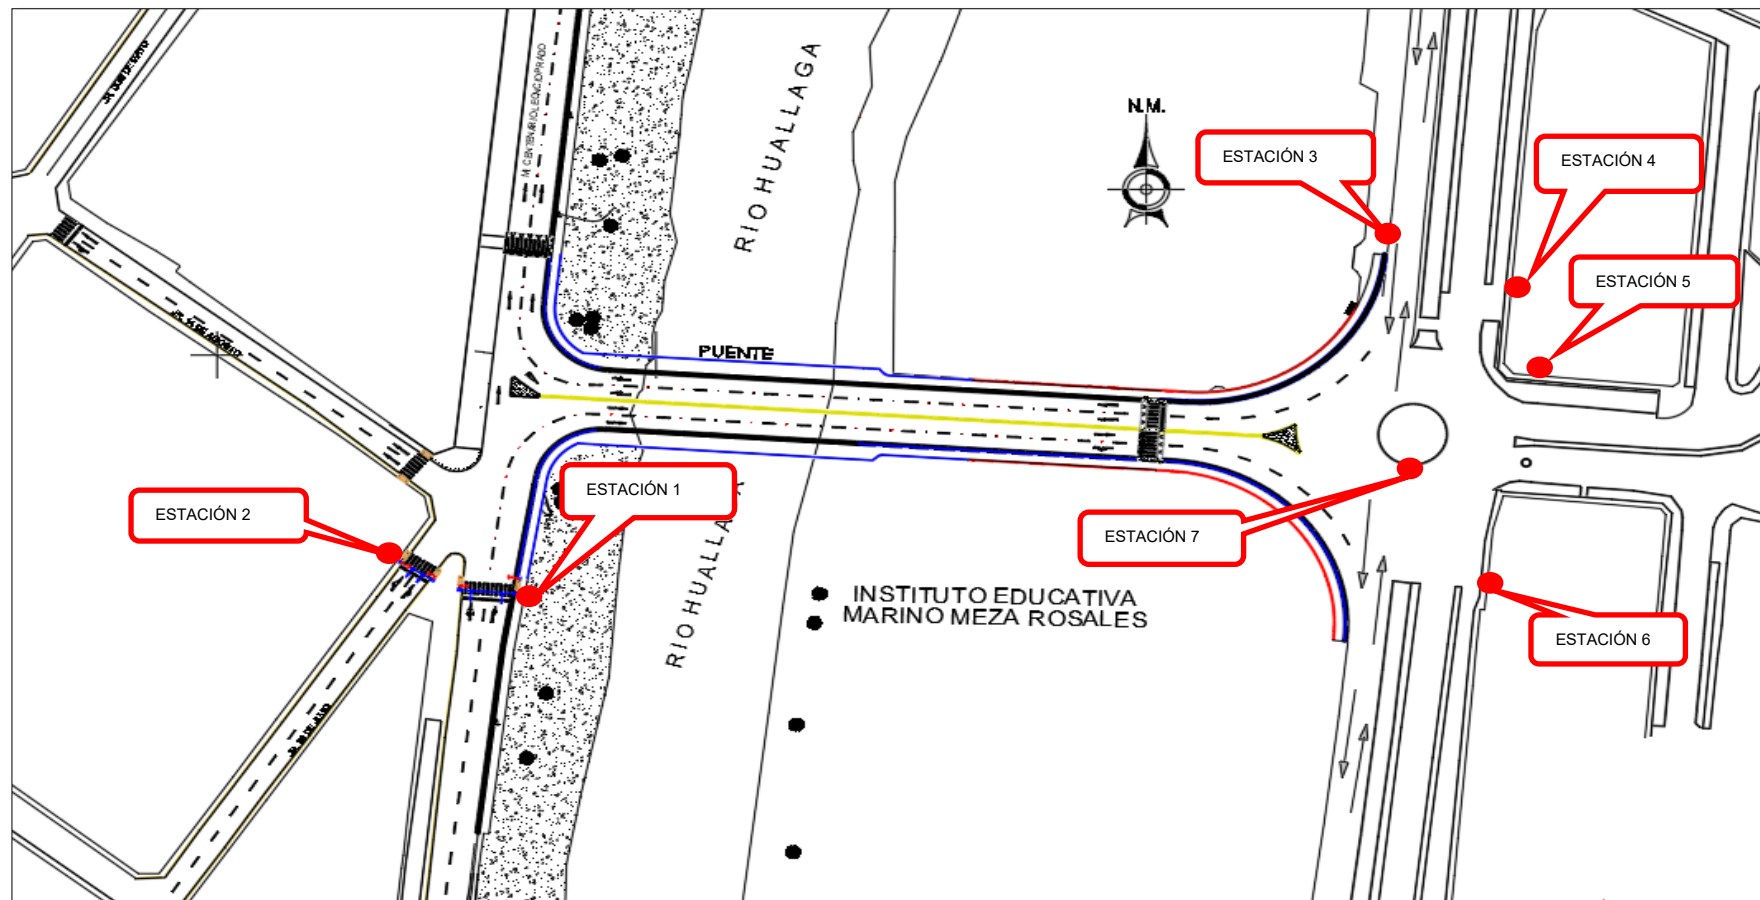 RIO HUALLAGA
N.M.
ESTACIÓN 3
ESTACIÓN 4
ESTACIÓN 5
PUENTE
ESTACIÓN 1
ESTACIÓN 2
ESTACIÓN 7
RIO HUALLA A
INSTITUTO EDUCATIVA
MARINO MEZA ROSALES
ESTACIÓN 6